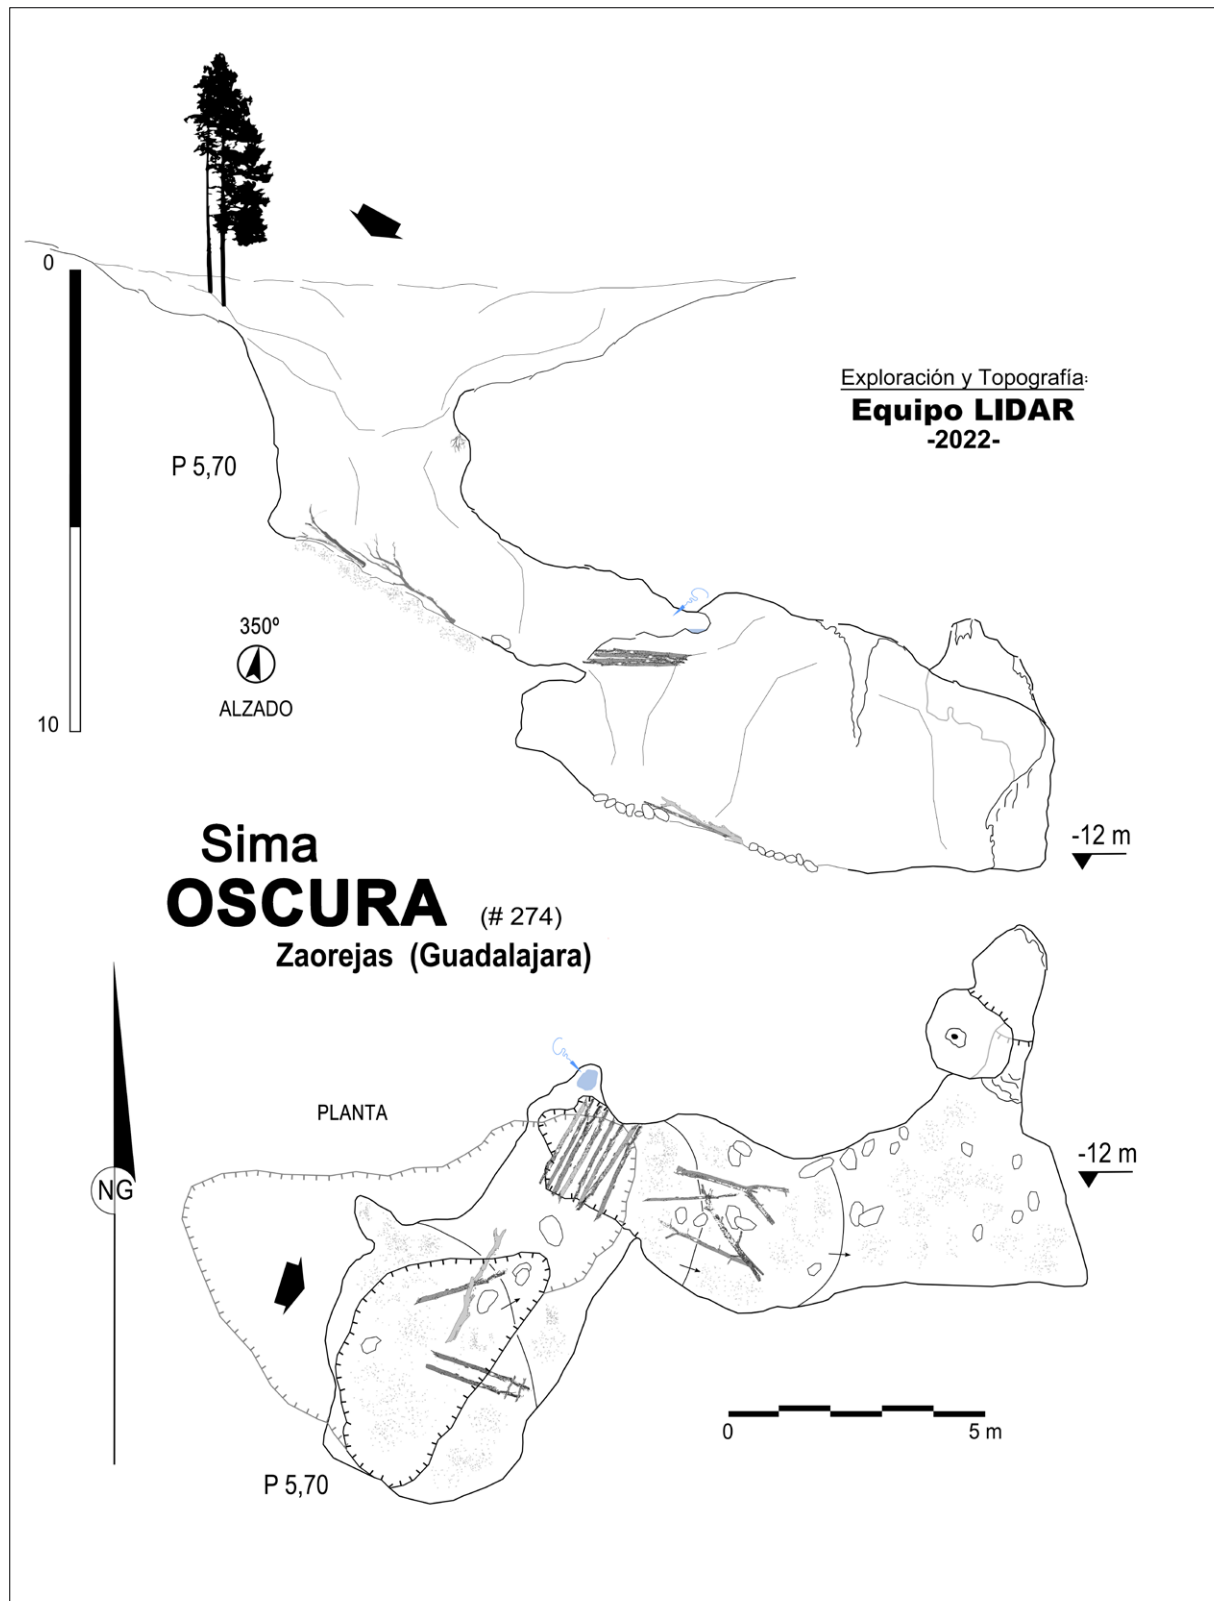 0
Exploración y Topografía:
Equipo LIDAR
-2022-
P 5,70
350º
ALZADO
10
-12 m
Sima
OSCURA (# 274)
Zaorejas (Guadalajara)
PLANTA
-12 m
NG
0
5 m
P 5,70